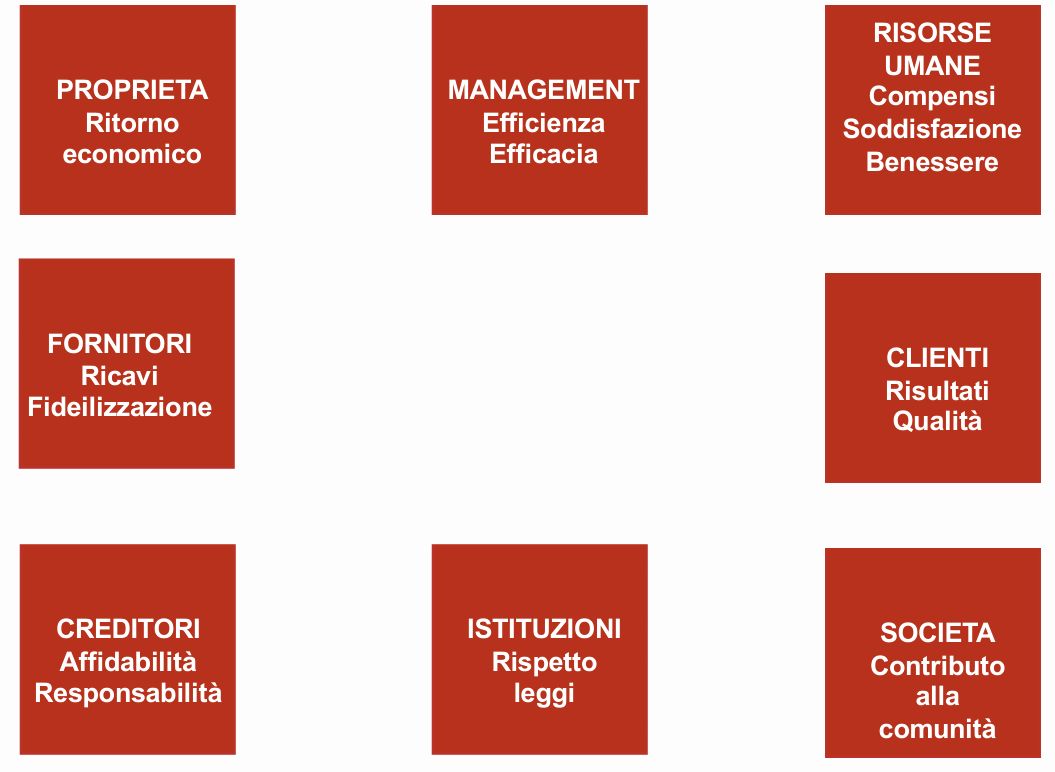 PROPRIETA
Ritorno
economico
MANAGEMENT
Efficienza
Efficacia
RISORSE
UMANE
Compensi
Soddisfazione
Benessere
FORNITORI
Ricavi
Fideilizzazione
CLIENTI
Risultati
Qualità
CREDITORI
Affidabilità
Responsabilità
ISTITUZIONI
Rispetto
leggi
SOCIETA
Contributo
alla
comunità